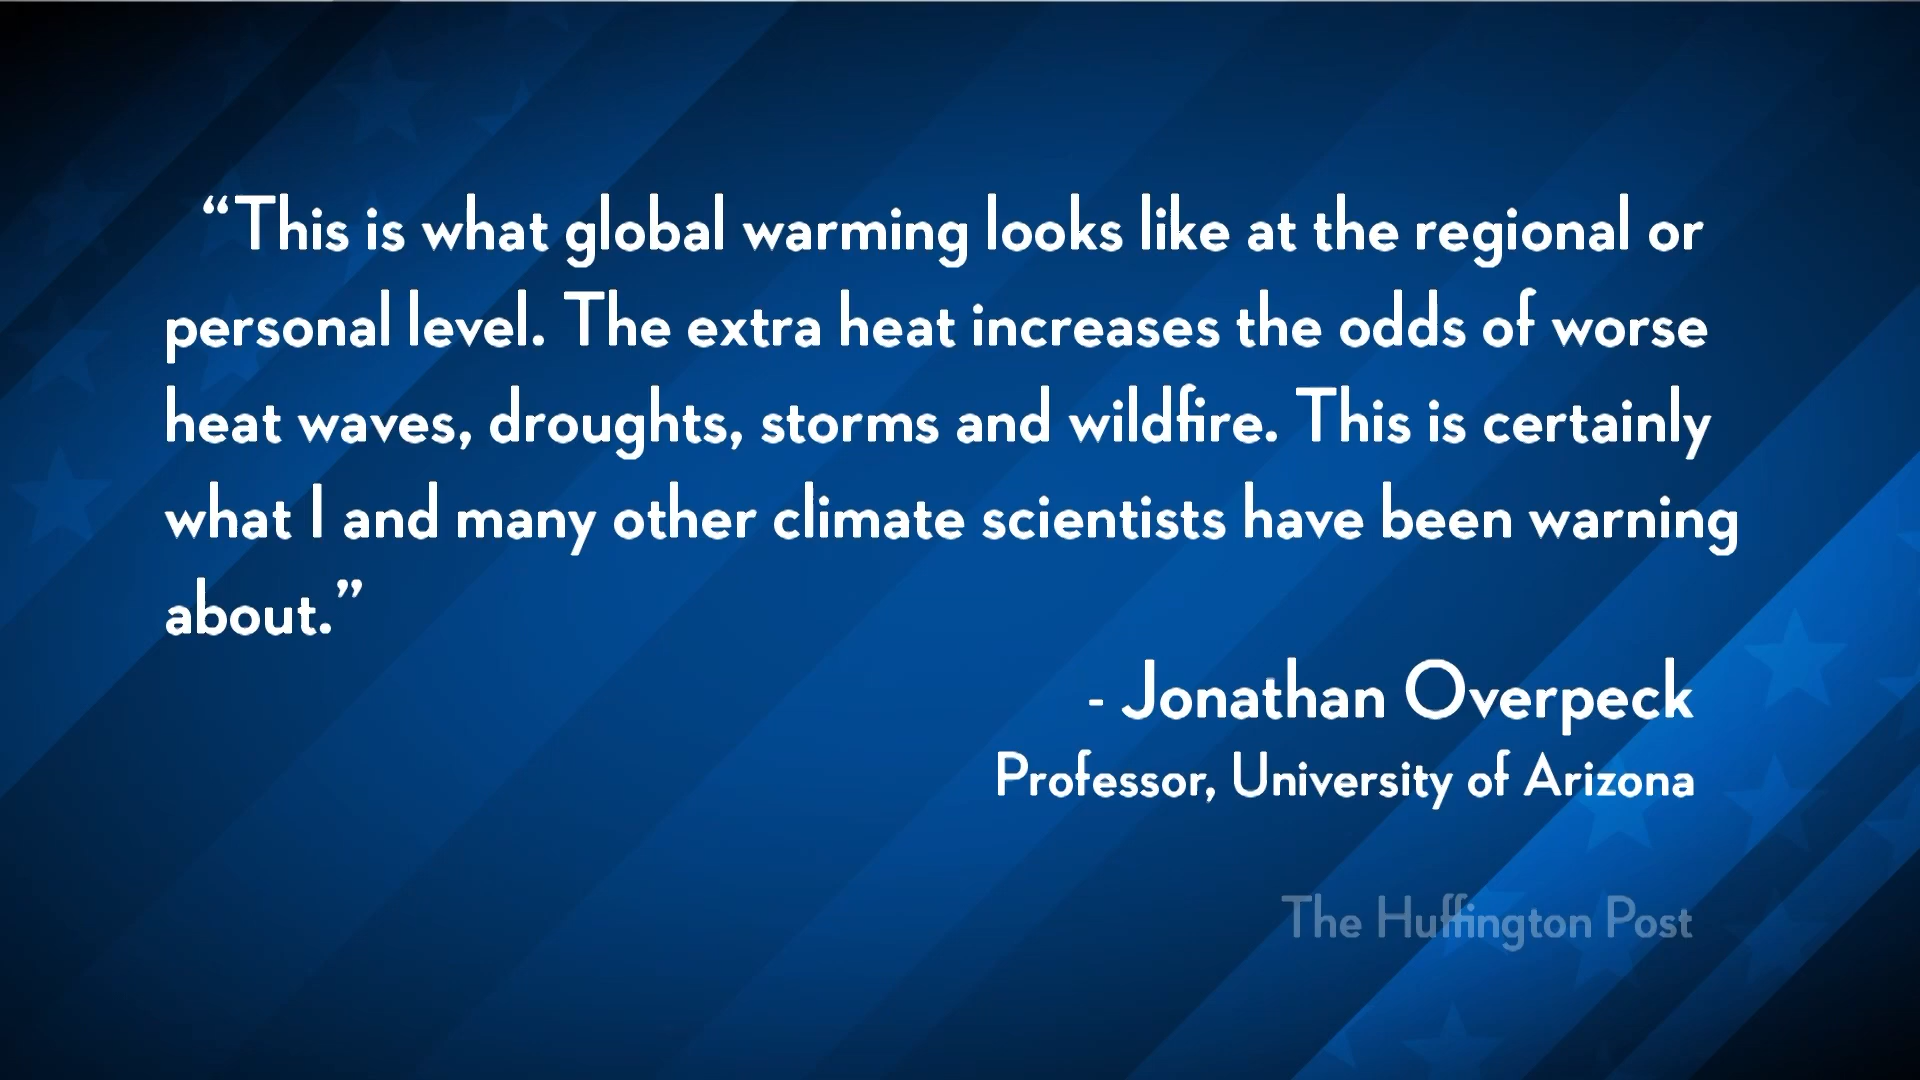 “This is what global warming looks like at the regional or
personal level. The extra heat increases the odds of worse
heat waves, droughts, storms and wildfire. This is certainly
what I and many other climate scientists have been warning
about.”
- Jonathan Overpeck
Professor, University of Arizona
The Huffington Post